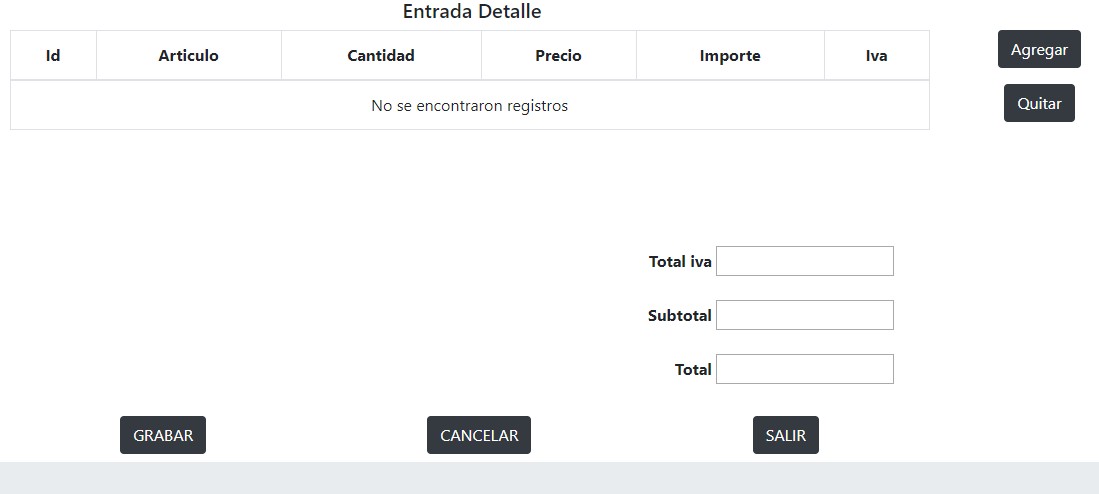 Entrada Detalle
Id Articulo Cantidad Precio Importe Iva
Agregar
No se encontraron registros
Quitar
Total iva
Subtotal
Total
GRABAR CANCELAR SALIR